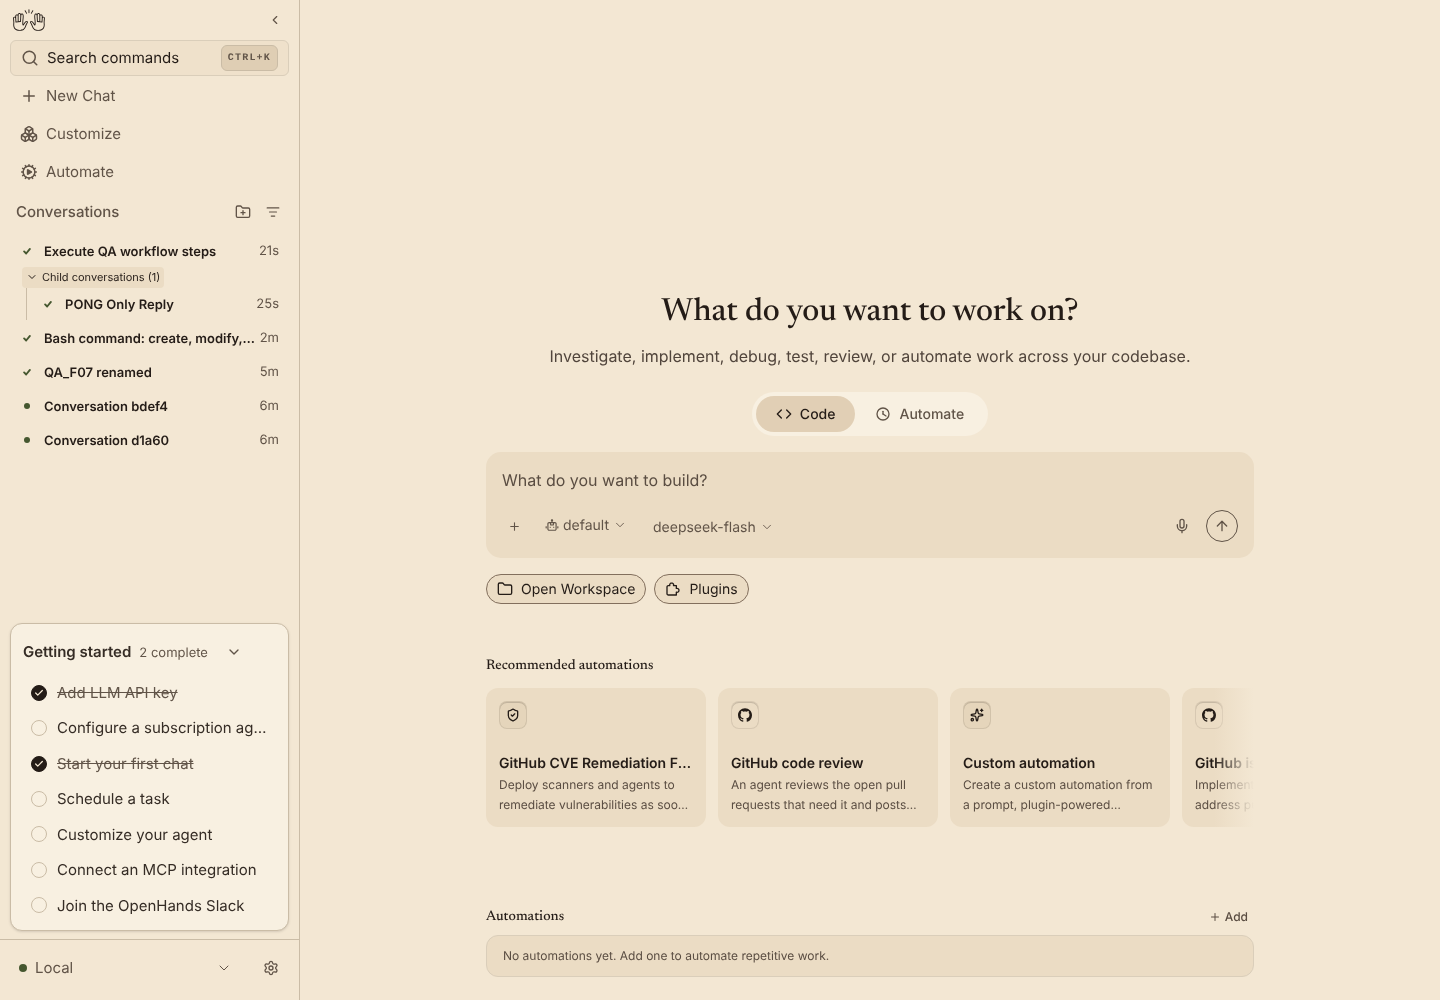 Search commands
CTRL+K
New Chat
Customize
Automate
Conversations
Execute QA workflow steps 21s
Child conversations (1)
PONG Only Reply 25s
Bash command: create, modify,... 2m
QA_F07 renamed 5m
Conversation bdef4 6m
Conversation d1a60 6m
Getting started 2 complete
Add LLM API key
Configure a subscription ag...
Start your first chat
Schedule a task
Customize your agent
Connect an MCP integration
Join the OpenHands Slack
Local
What do you want to work on?
Investigate, implement, debug, test, review, or automate work across your codebase.
Code Automate
What do you want to build?
default deepseek-flash
Open Workspace Plugins
Recommended automations
GitHub CVE Remediation F...
Deploy scanners and agents to
remediate vulnerabilities as soo...
GitHub code review
An agent reviews the open pull
requests that need it and posts...
Custom automation
Create a custom automation from
a prompt, plugin-powered...
GitHub
address
Automations
Add
No automations yet. Add one to automate repetitive work.